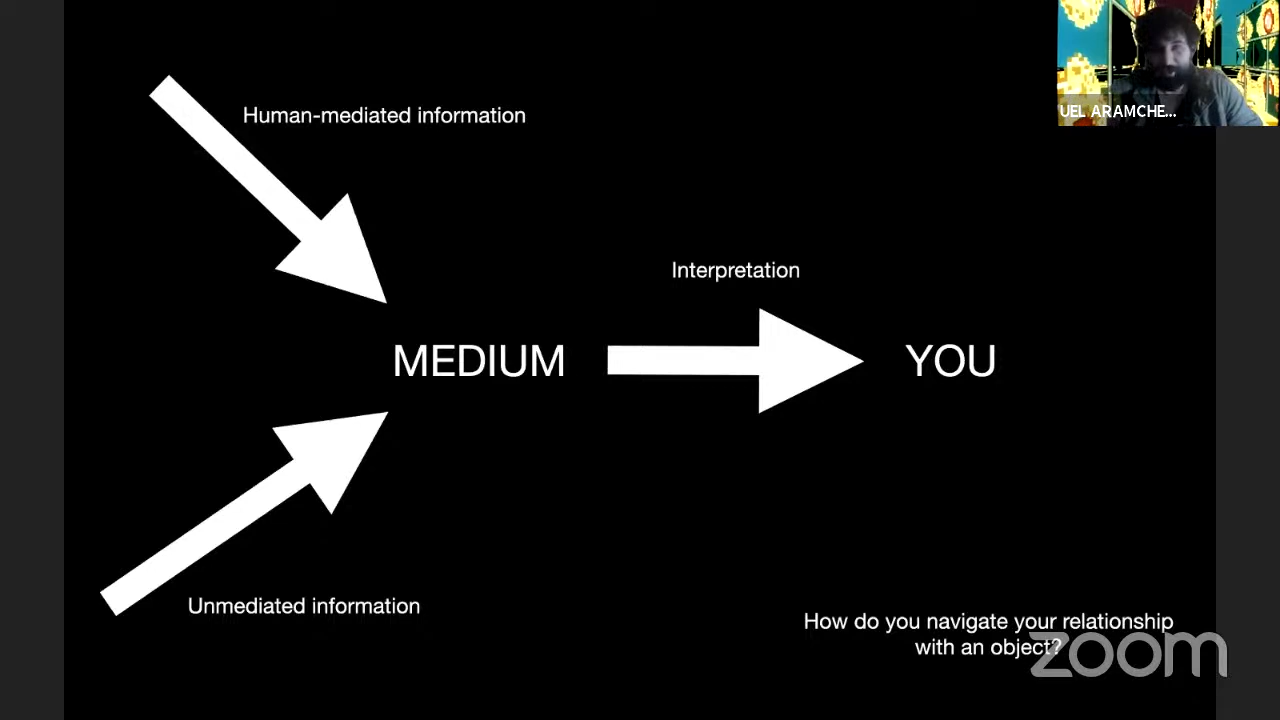 Human-mediated information
UEL ARAMCHE...
Interpretation
MEDIUM
YOU
Unmediated information
How do you navigate your relationship
with an object?
zoom